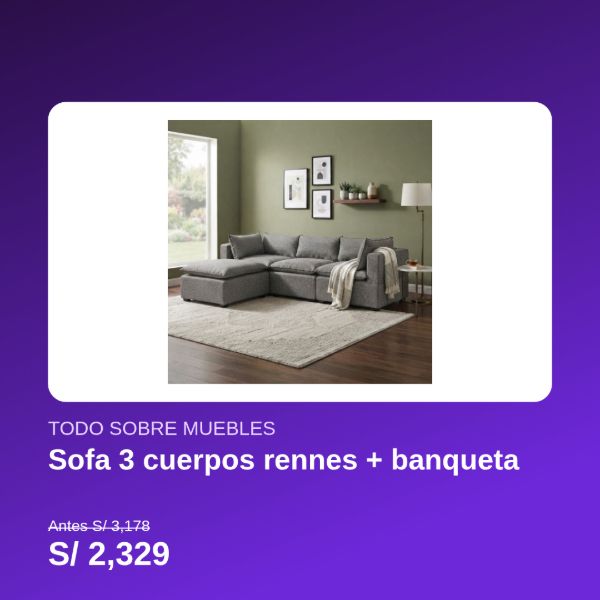 TODO SOBRE MUEBLES
Sofa 3 cuerpos rennes + banqueta
Antes S/ 3,178
S/ 2,329